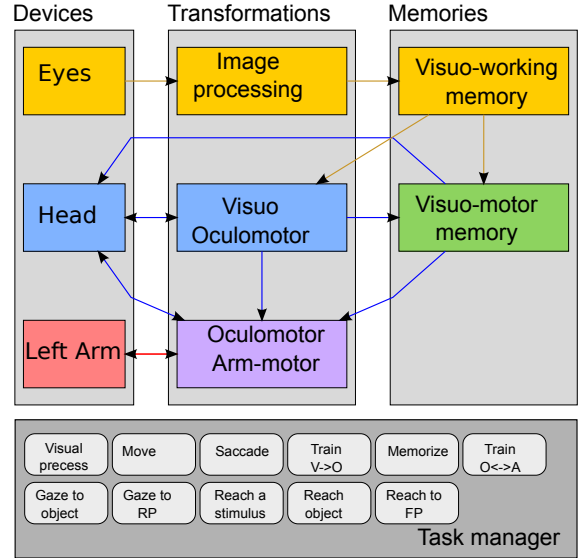 Devices
Transformations
Memories
Eyes
Image
processing
Visuo-working
memory
Head
Visuo
Oculomotor
Visuo-motor
memory
Left Arm
Oculomotor
Arm-motor
Visual
precess
Move
Saccade
Train
V->O
Memorize
Train
O<->A
Gaze to
object
Gaze to
RP
Reach a
stimulus
Reach
object
Reach to
FP
Task manager